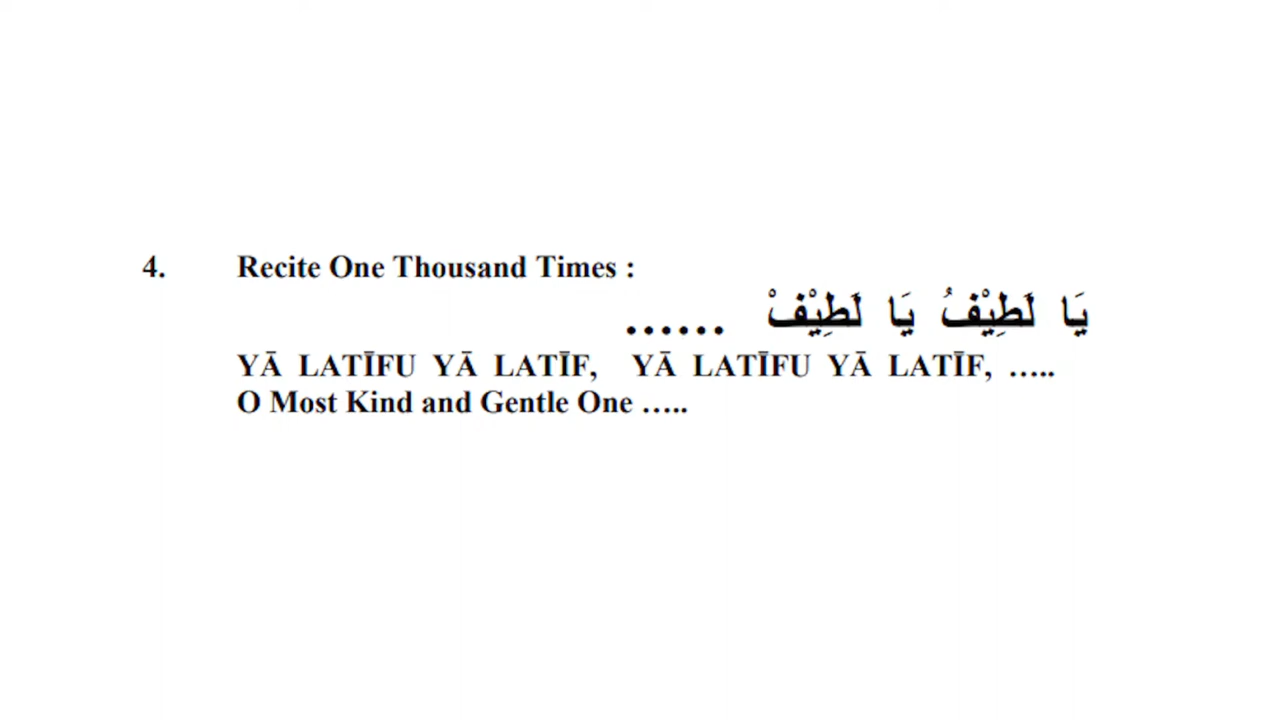 4. Recite One Thousand Times :
يَا لَطِيْفُ يَا لَطِيْفْ ......
YĀ LATĪFU YĀ LATĪF, YĀ LATĪFU YĀ LATĪF, .....
O Most Kind and Gentle One .....